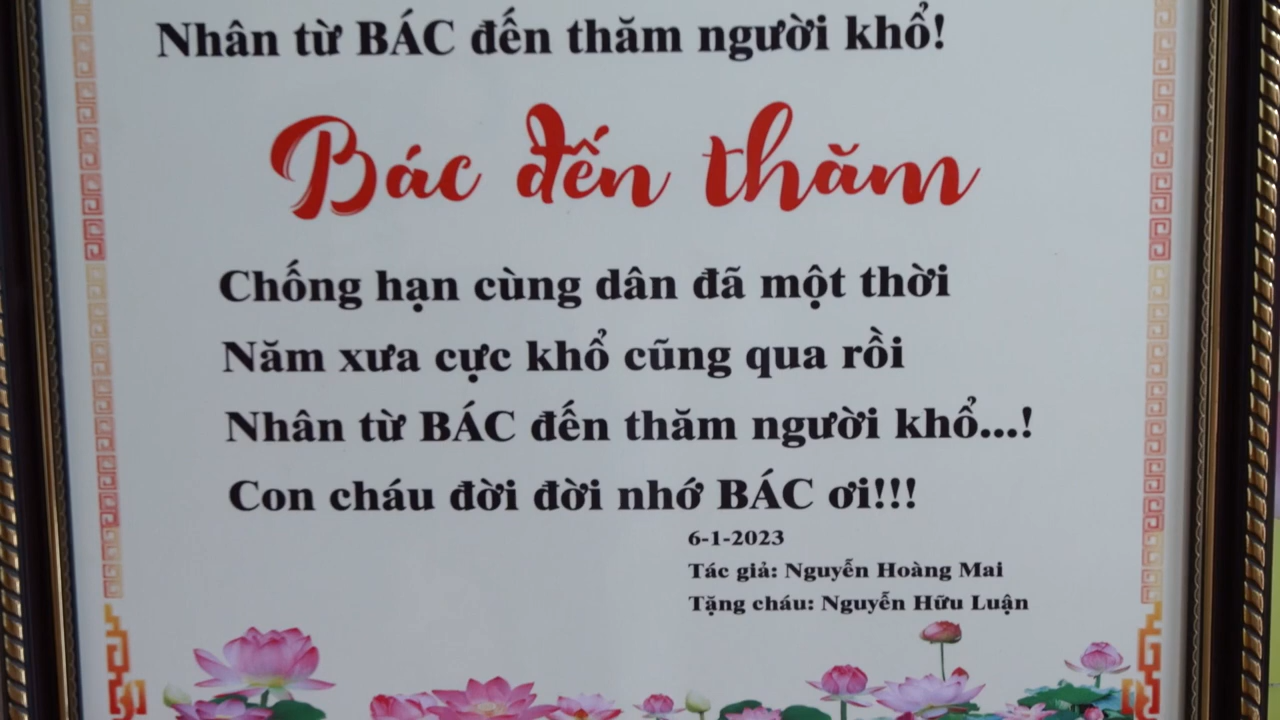 Nhân từ BÁC đến thăm người khổ!
Bác đến thăm
Chống hạn cùng dân đã một thời
Năm xưa cực khổ cũng qua rồi
Nhân từ BÁC đến thăm người khổ...!
Con cháu đời đời nhớ BÁC ơi!!!
6-1-2023
Tác giả: Nguyễn Hoàng Mai
Tặng cháu: Nguyễn Hữu Luận